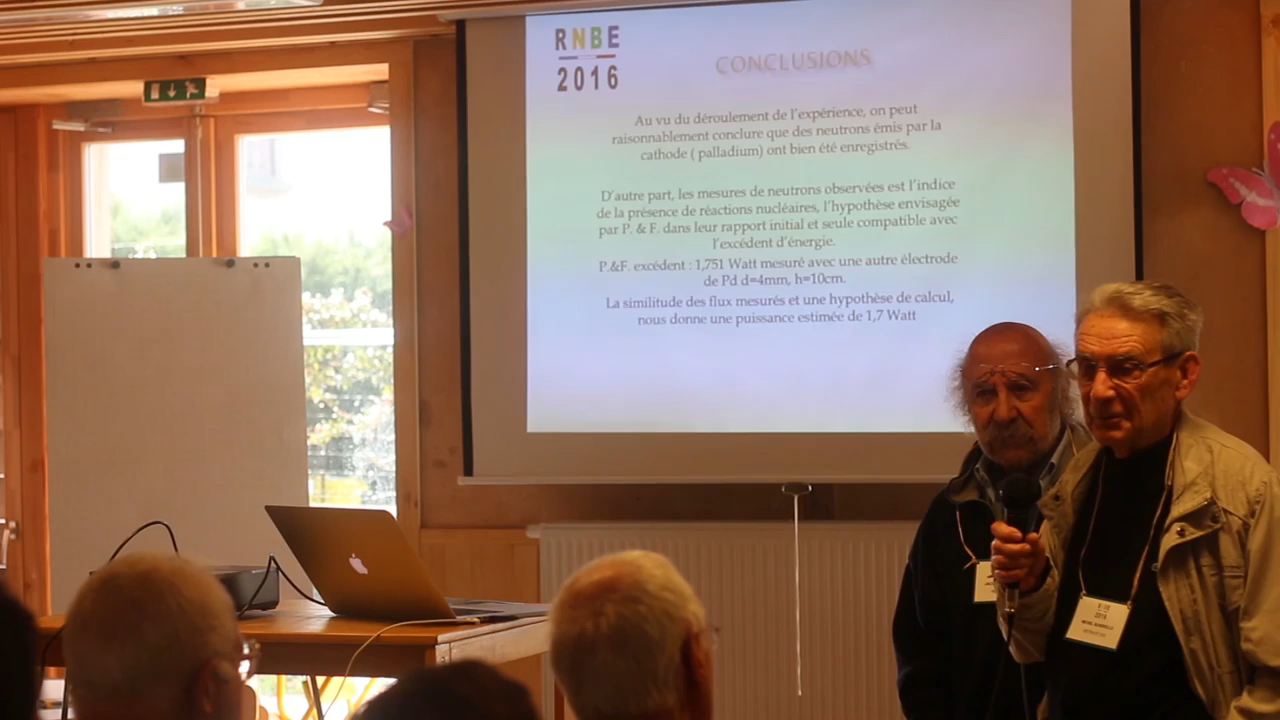 RNBE
2016
CONCLUSIONS
Au vu du déroulement de l'expérience, on peut
raisonnablement conclure que des neutrons émis par la
cathode ( palladium) ont bien été enregistrés.
D'autre part, les mesures de neutrons observées est l'indice
de la présence de réactions nucléaires, l'hypothèse envisagée
par P. & F. dans leur rapport initial et seule compatible avec
l'excédent d'énergie.
P.&F. excédent : 1,751 Watt mesuré avec une autre électrode
de Pd d=4mm, h=10cm.
La similitude des flux mesurés et une hypothèse de calcul,
nous donne une puissance estimée de 1,7 Watt
RNBE
2016